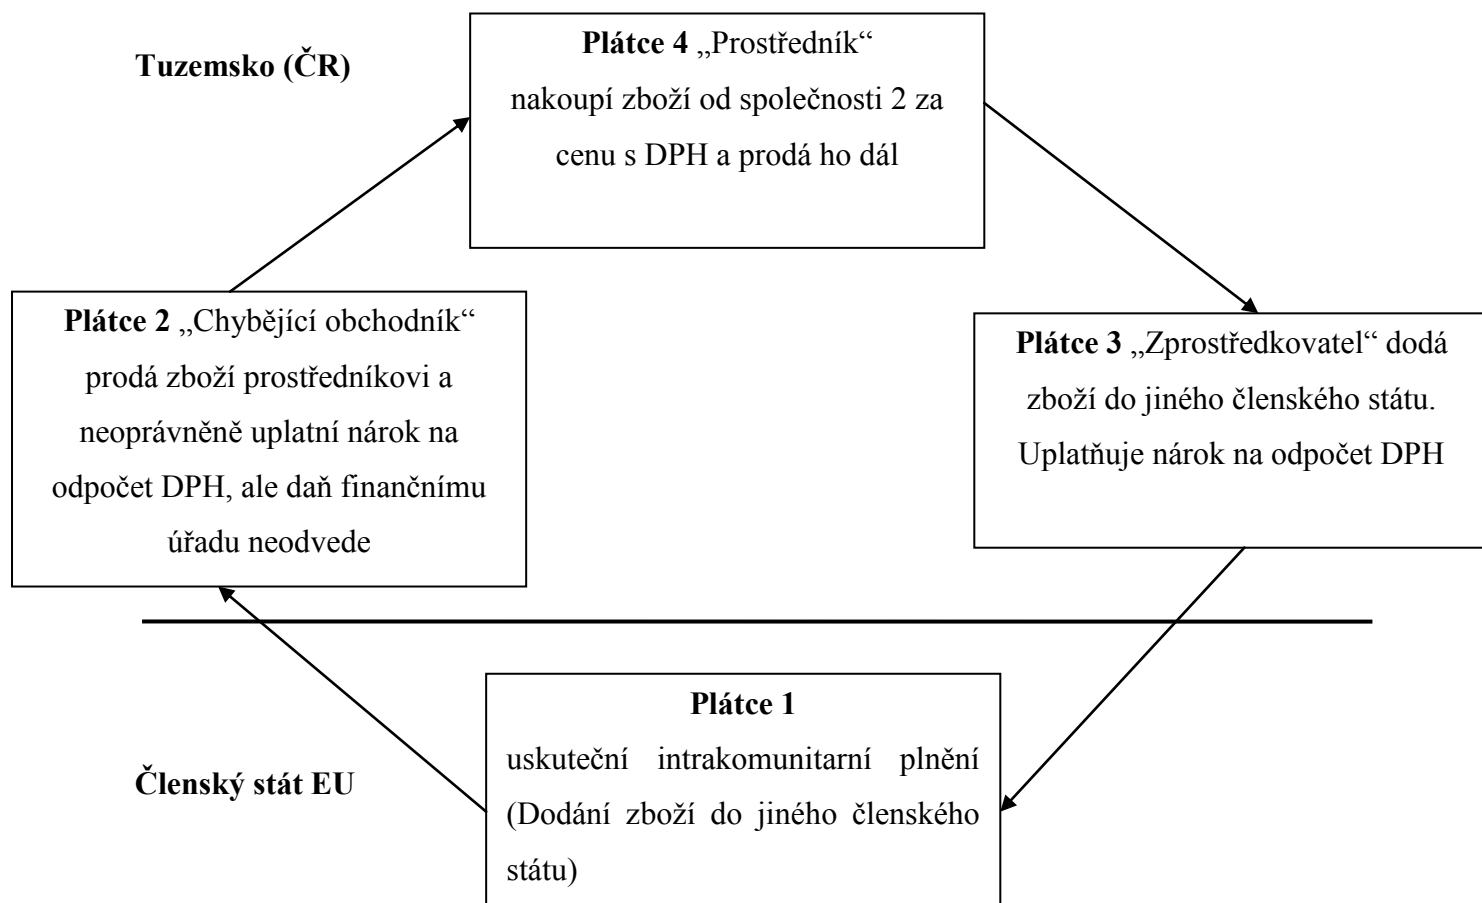 Tuzemsko (ČR)
Plátce 4 „Prostředník“
nakoupí zboží od společnosti 2 za
cenu s DPH a prodá ho dál
Plátce 2 „Chybějící obchodník“
prodá zboží prostředníkovi a
neoprávněně uplatní nárok na
odpočet DPH, ale daň finančnímu
úřadu neodvede
Plátce 3 „Zprostředkovatel“ dodá
zboží do jiného členského státu.
Uplatňuje nárok na odpočet DPH
Plátce 1
uskuteční intrakomunitarní plnění
(Dodání zboží do jiného členského
státu)
Členský stát EU